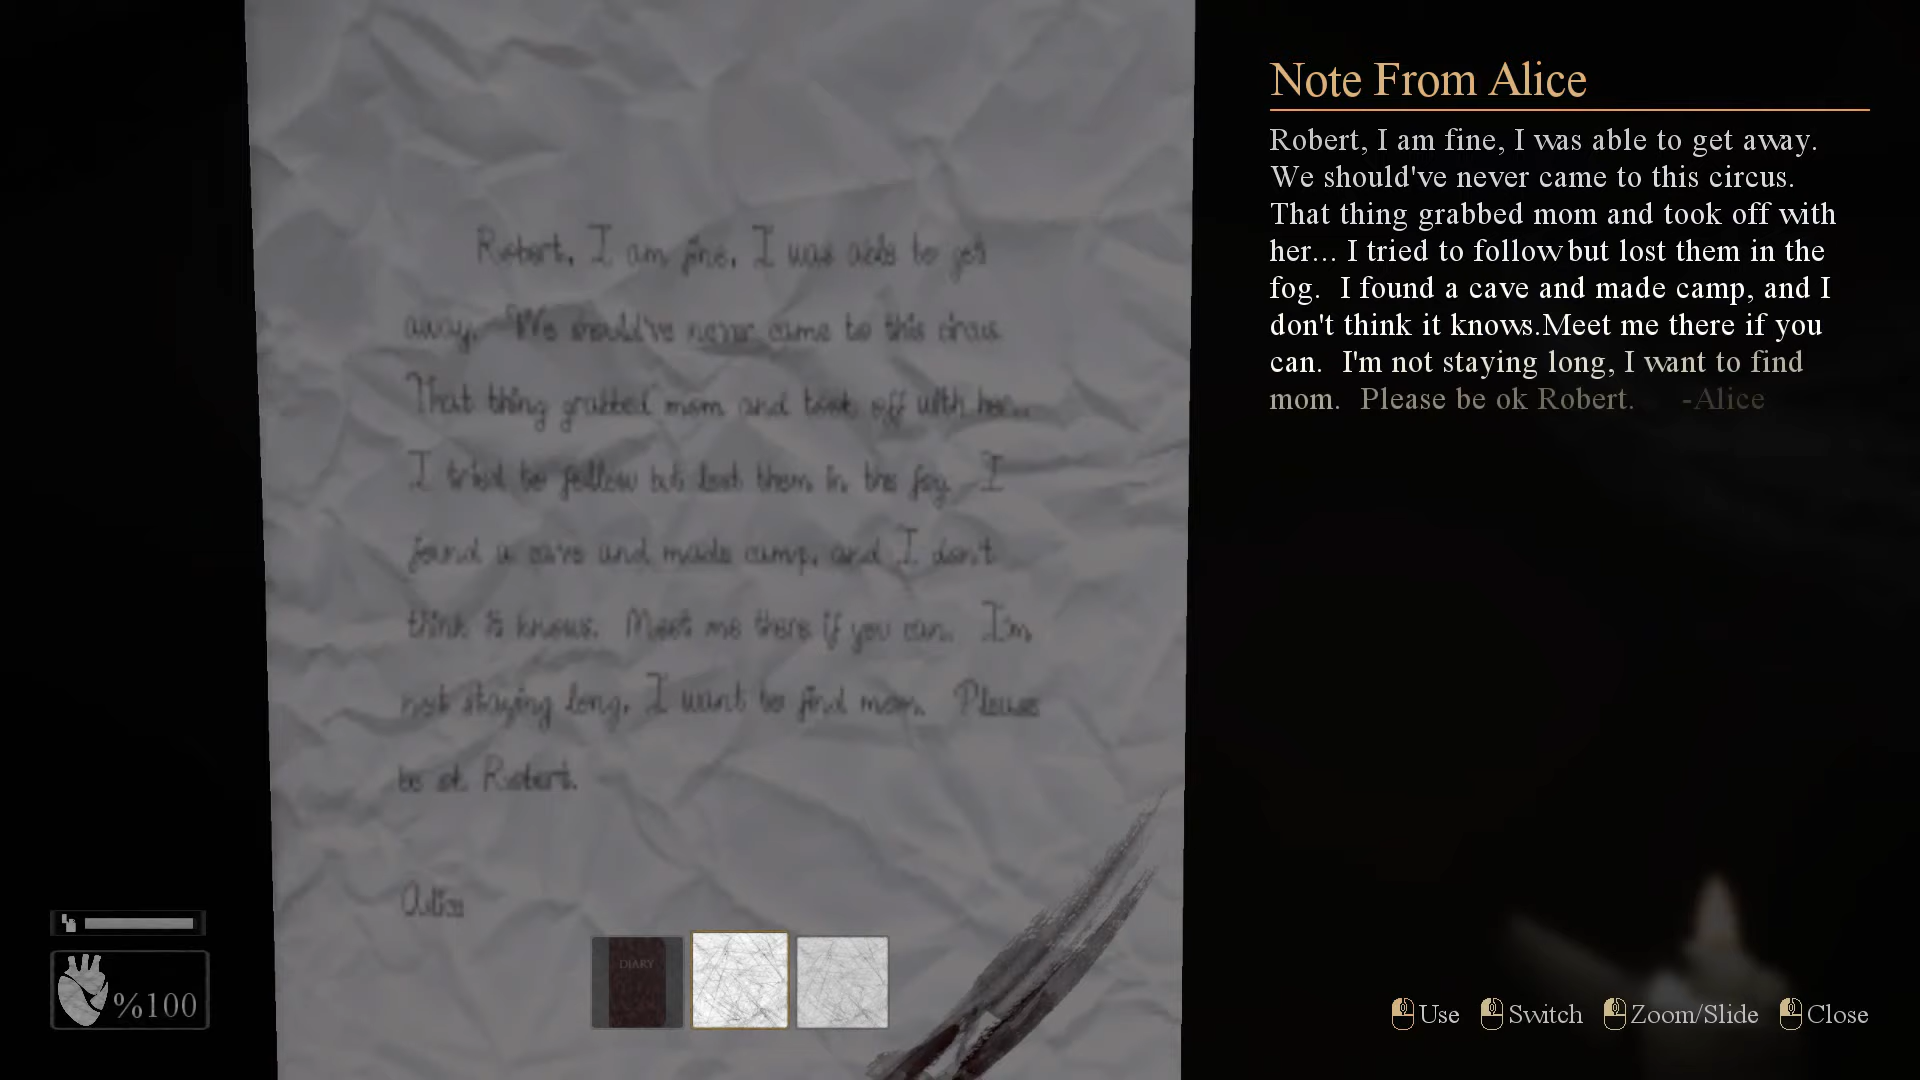 Robert, I am fine, I was able to get
away. We should've never came to this circus
That thing grabbed mom and took off with her...
I tried to follow but lost them in the fog. I
found a cave and made camp, and I don't
think it knows. Meet me there if you can. I'm
not staying long, I want to find mom. Please
be ok Robert.
Alice
Note From Alice
Robert, I am fine, I was able to get away.
We should've never came to this circus.
That thing grabbed mom and took off with
her... I tried to follow but lost them in the
fog.  I found a cave and made camp, and I
don't think it knows.Meet me there if you
can.  I'm not staying long, I want to find
mom.  Please be ok Robert.     -Alice
%100
DIARY
Use Switch Zoom/Slide Close